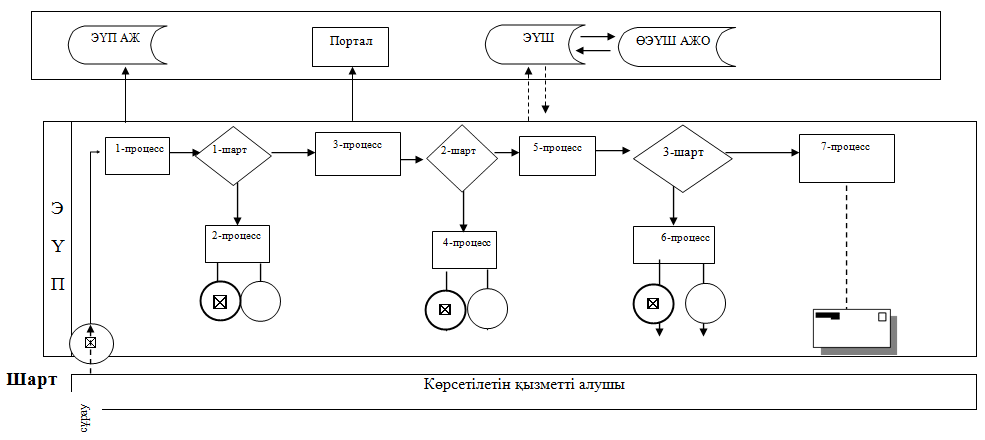 ЭҮП АЖ
Портал
ЭҮШ
ӨЭҮШ АЖО
Э
Ү
П
1-процесс
1-шарт
3-процесс
2-шарт
5-процесс
3-шарт
7-процесс
2-процесс
4-процесс
6-процесс
Шарт
Көрсетілетін қызметті алушы
сұрау